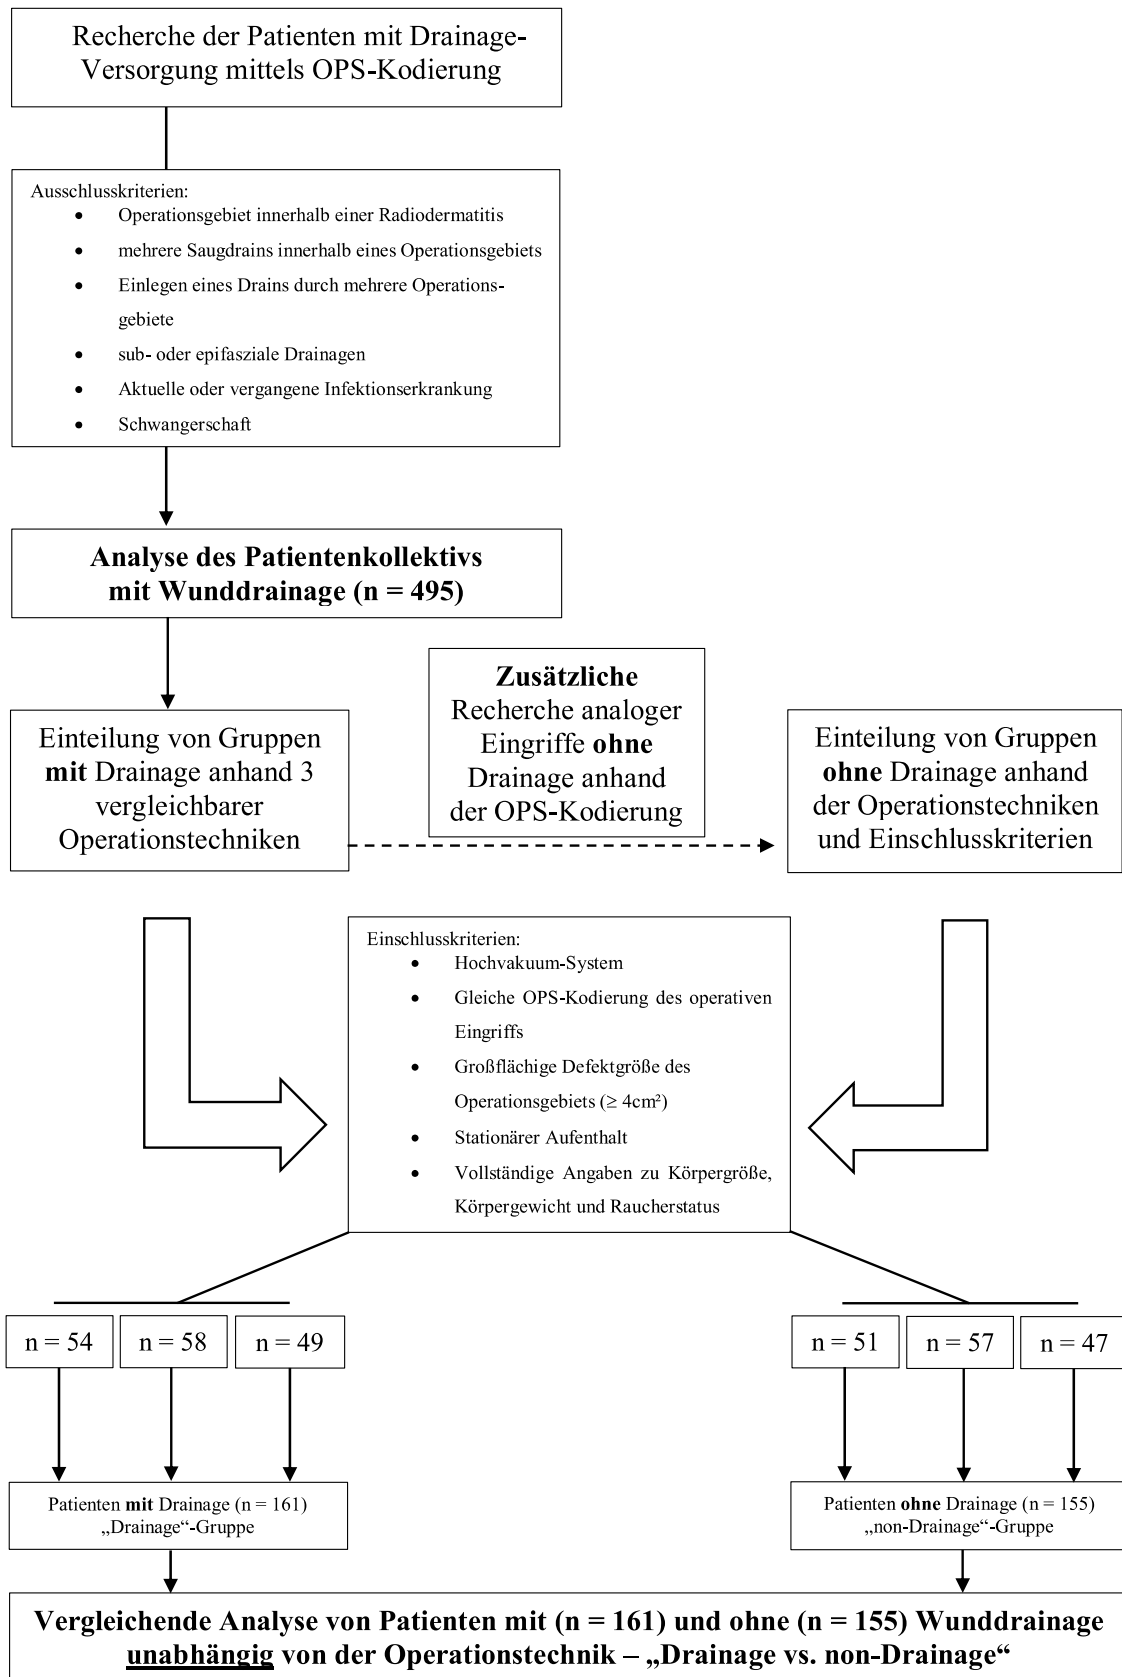 Recherche der Patienten mit Drainage-
Versorgung mittels OPS-Kodierung
Ausschlusskriterien:
• Operationsgebiet innerhalb einer Radiodermatitis
• mehrere Saugdrains innerhalb eines Operationsgebiets
• Einlegen eines Drains durch mehrere Operations-
gebiete
• sub- oder epifasziale Drainagen
• Aktuelle oder vergangene Infektionserkrankung
• Schwangerschaft
Analyse des Patientenkollektivs
mit Wunddrainage (n = 495)
Einteilung von Gruppen
mit Drainage anhand 3
vergleichbarer
Operationstechniken
Zusätzliche
Recherche analoger
Eingriffe ohne
Drainage anhand
der OPS-Kodierung
Einteilung von Gruppen
ohne Drainage anhand
der Operationstechniken
und Einschlusskriterien
Einschlusskriterien:
• Hochvakuum-System
• Gleiche OPS-Kodierung des operativen
Eingriffs
• Großflächige Defektgröße des
Operationsgebiets (≥ 4cm²)
• Stationärer Aufenthalt
• Vollständige Angaben zu Körpergröße,
Körpergewicht und Raucherstatus
n = 54
n = 58
n = 49
n = 51
n = 57
n = 47
Patienten mit Drainage (n = 161)
„Drainage“-Gruppe
Patienten ohne Drainage (n = 155)
„non-Drainage“-Gruppe
Vergleichende Analyse von Patienten mit (n = 161) und ohne (n = 155) Wunddrainage
unabhängig von der Operationstechnik – „Drainage vs. non-Drainage“